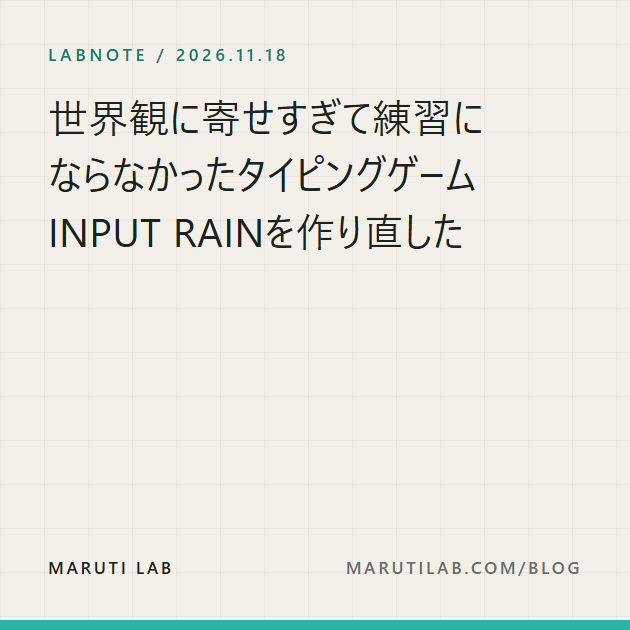 LABNOTE / 2026.11.18
世界観に寄せすぎて練習に
ならなかったタイピングゲーム
INPUT RAINを作り直した
MARUTI LAB
MARUTILAB.COM/BLOG